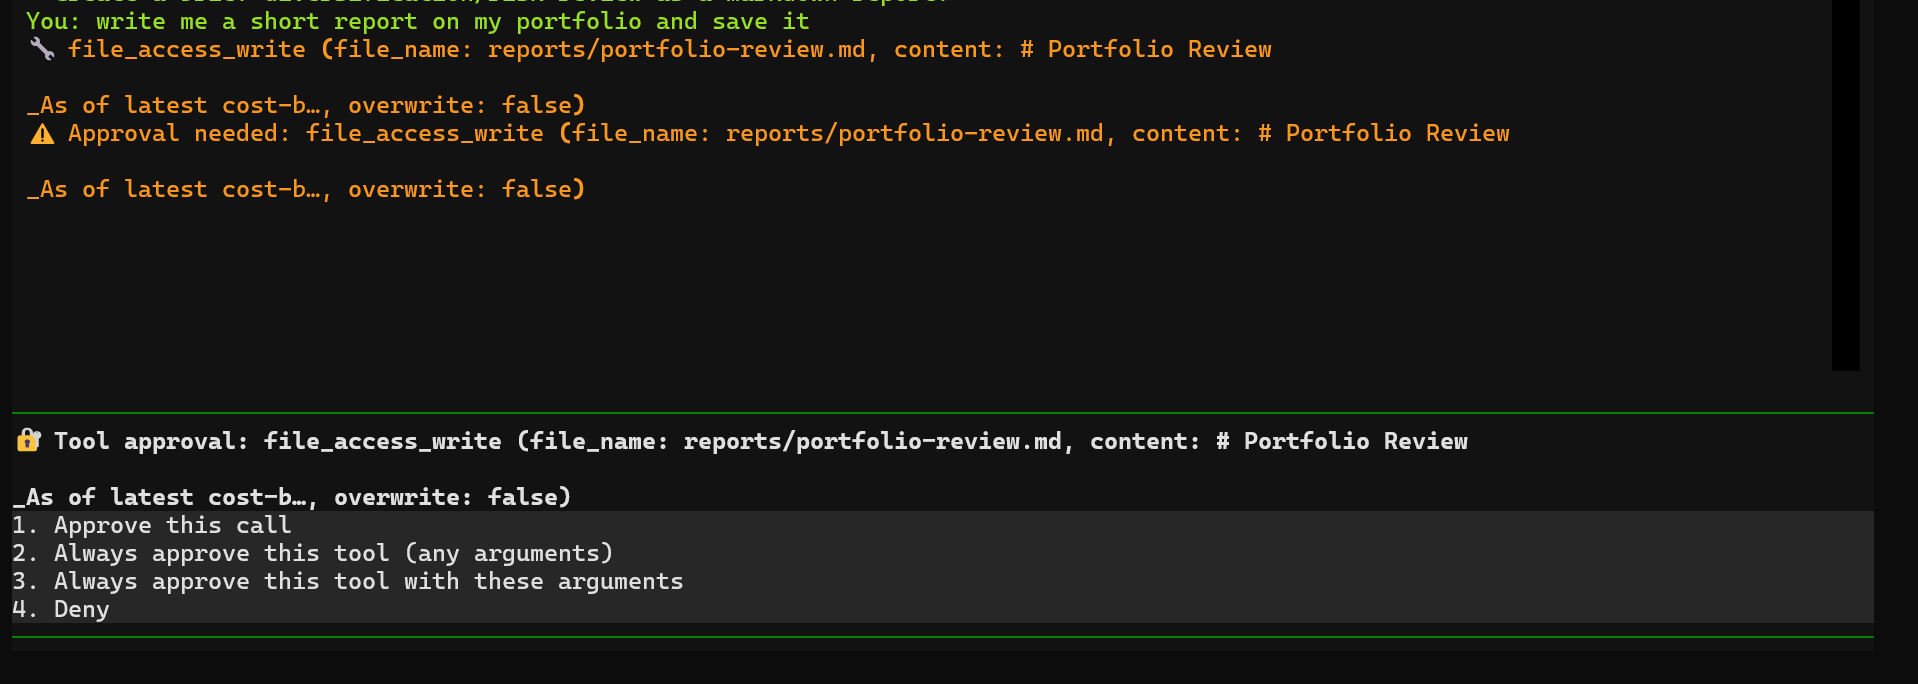 You: write me a short report on my portfolio and save it
🔧 file_access_write (file_name: reports/portfolio-review.md, content: # Portfolio Review
_As of latest cost-b…, overwrite: false)
⚠️ Approval needed: file_access_write (file_name: reports/portfolio-review.md, content: # Portfolio Review
_As of latest cost-b…, overwrite: false)
🔐 Tool approval: file_access_write (file_name: reports/portfolio-review.md, content: # Portfolio Review
_As of latest cost-b…, overwrite: false)
1. Approve this call
2. Always approve this tool (any arguments)
3. Always approve this tool with these arguments
4. Deny